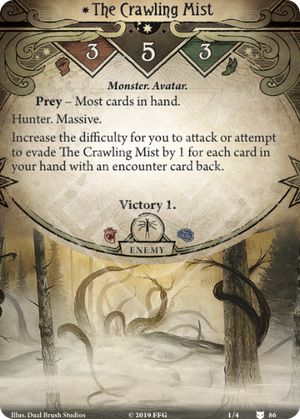 The Crawling Mist
3 5 3
Monster. Avatar.
Prey – Most cards in hand.
Hunter. Massive.
Increase the difficulty for you to attack or attempt
to evade The Crawling Mist by 1 for each card in
your hand with an encounter card back.
Victory 1.
ENEMY
Illus. Dual Brush Studios © 2019 FFG 1/4 86